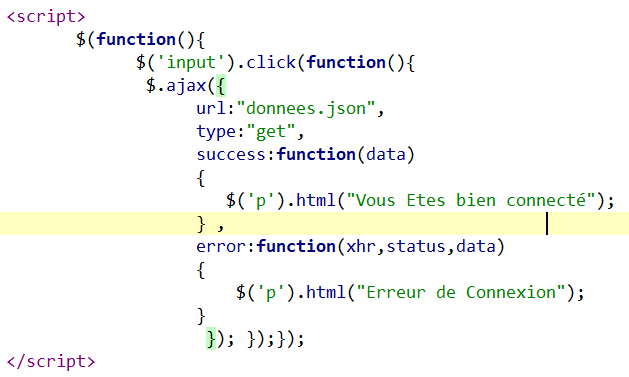 <script>
$(function(){
$('input').click(function(){
$.ajax({
url:"donnees.json",
type:"get",
success:function(data)
{
$('p').html("Vous Etes bien connecté");
} ,
error:function(xhr,status,data)
{
$('p').html("Erreur de Connexion");
}
}); });});
</script>